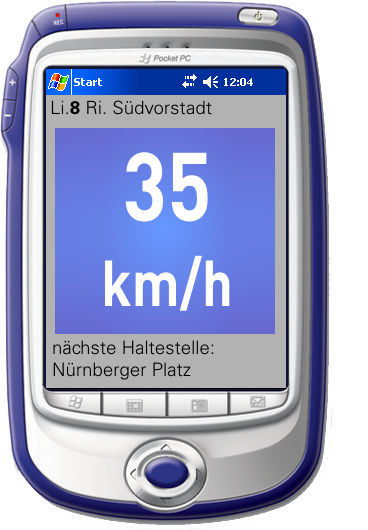 REC
Pocket PC
Start 12:04
Li.8 Ri. Südvorstadt
35
km/h
nächste Haltestelle:
Nürnberger Platz